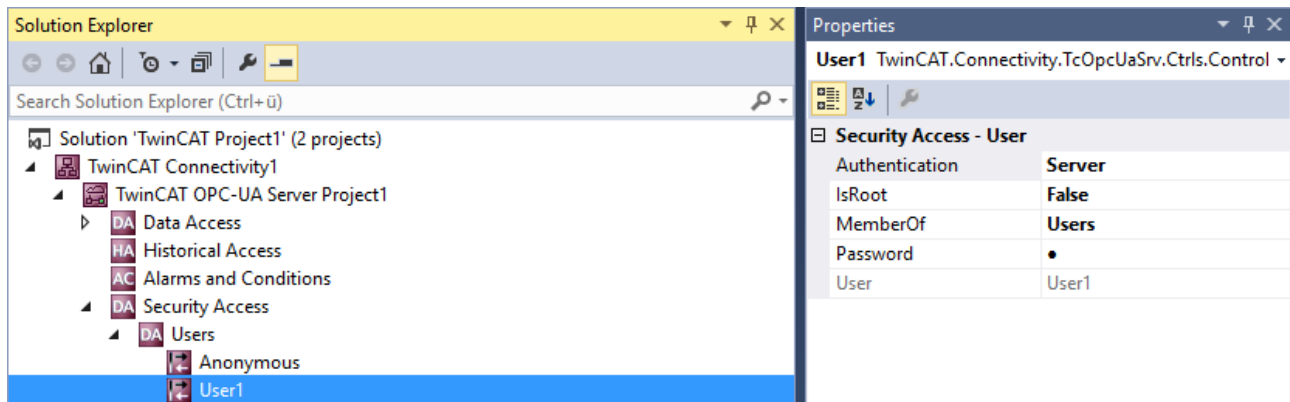 Solution Explorer
Search Solution Explorer (Ctrl+ü)
Solution 'TwinCAT Project1' (2 projects)
TwinCAT Connectivity1
TwinCAT OPC-UA Server Project1
DA Data Access
HA Historical Access
AC Alarms and Conditions
DA Security Access
DA Users
Anonymous
User1
Properties
User1 TwinCAT.Connectivity.TcOpcUaSrv.Ctrls.Control
Security Access - User
Authentication Server
IsRoot False
MemberOf Users
Password •
User User1